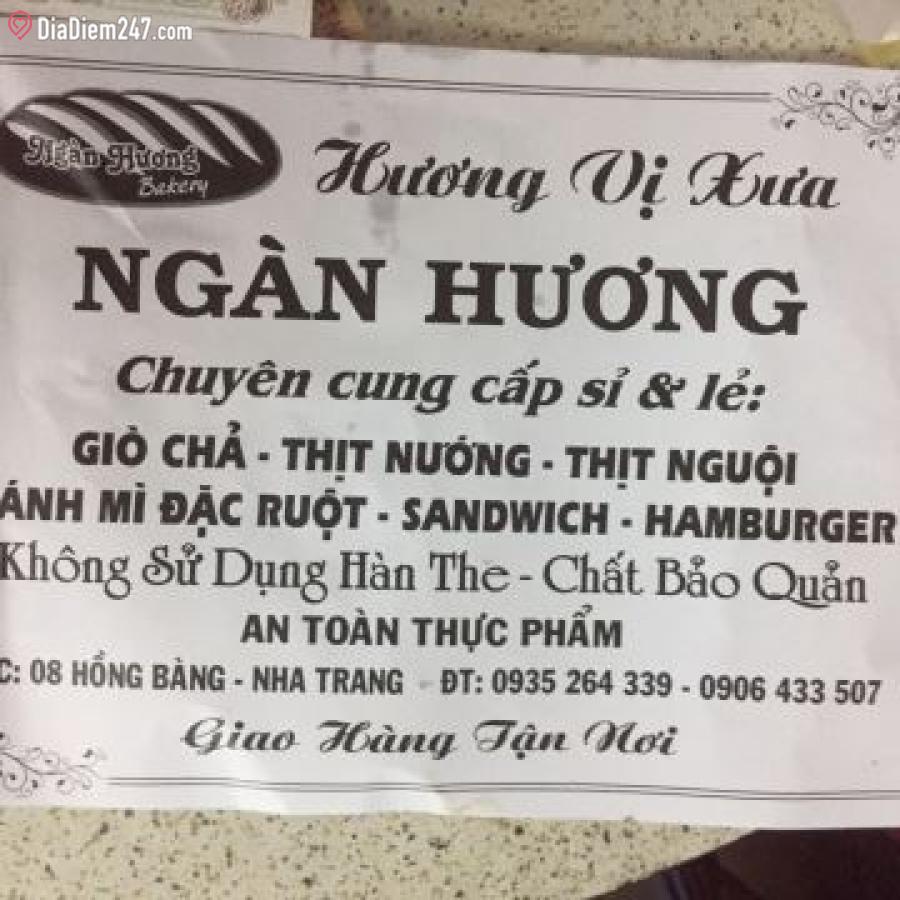 DiaDiem247.com
Ngàn Hương
Bakery
Hương Vị Xưa
NGÀN HƯƠNG
Chuyên cung cấp sỉ & lẻ:
GIÒ CHẢ - THỊT NƯỚNG - THỊT NGUỘI
ÁNH MÌ ĐẶC RUỘT - SANDWICH - HAMBURGER
Không Sử Dụng Hàn The - Chất Bảo Quản
AN TOÀN THỰC PHẨM
C: 08 HỒNG BÀNG - NHA TRANG - ĐT: 0935 264 339 - 0906 433 507
Giao Hàng Tận Nơi